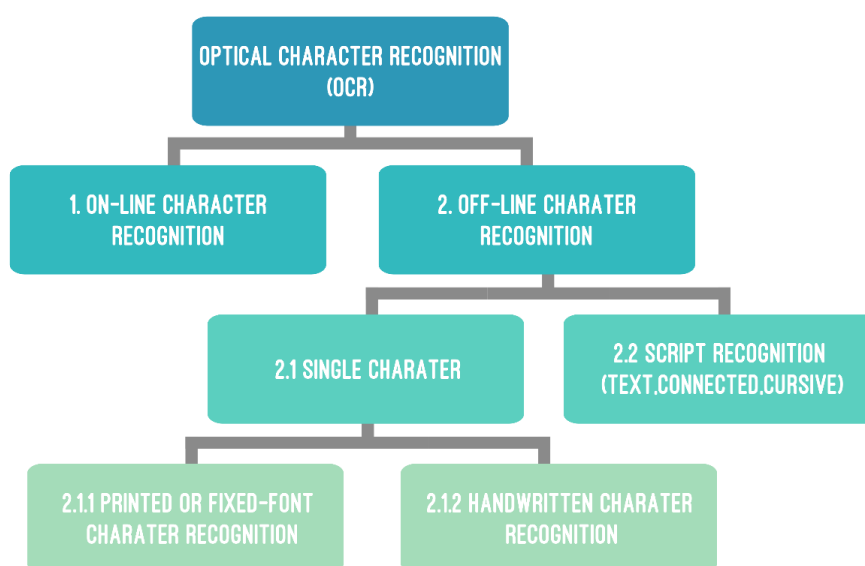 OPTICAL CHARACTER RECOGNITION
(OCR)
1. ON-LINE CHARACTER
RECOGNITION
2. OFF-LINE CHARATER
RECOGNITION
2.1 SINGLE CHARATER
2.2 SCRIPT RECOGNITION
(TEXT,CONNECTED,CURSIVE)
2.1.1 PRINTED OR FIXED-FONT
CHARATER RECOGNITION
2.1.2 HANDWRITTEN CHARATER
RECOGNITION